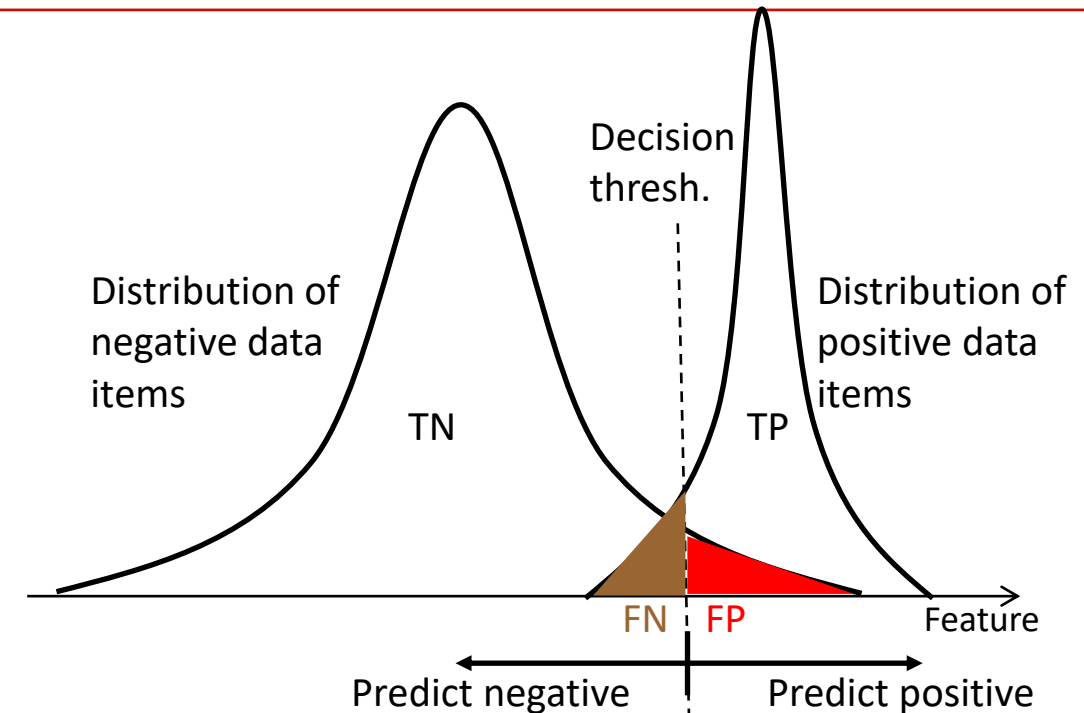 Decision
thresh.
Distribution of
negative data
items
Distribution of
positive data
items
TN
TP
FN
FP
Feature
Predict negative
Predict positive